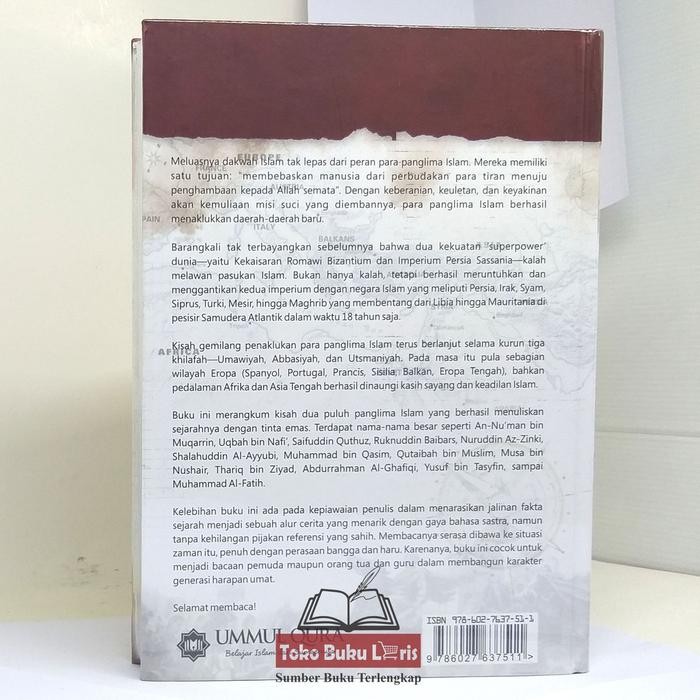 Meluasnya dakwah Islam tak lepas dari peran para panglima Islam. Mereka memiliki
satu tujuan: "membebaskan manusia dari perbudakan para tiran menuju
penghambaan kepada Allah semata". Dengan keberanian, keuletan, dan keyakinan
akan kemuliaan misi suci yang diembannya, para panglima Islam berhasil
menaklukkan daerah-daerah baru.
Barangkali tak terbayangkan sebelumnya bahwa dua kekuatan "superpower"
dunia—yaitu Kekaisaran Romawi Bizantium dan Imperium Persia Sassania—kalah
melawan pasukan Islam. Bukan hanya kalah, tetapi berhasil meruntuhkan dan
menggantikan kedua imperium dengan negara Islam yang meliputi Persia, Irak, Syam,
Siprus, Turki, Mesir, hingga Maghrib yang membentang dari Libia hingga Mauritania di
pesisir Samudera Atlantik dalam waktu 18 tahun saja.
Kisah gemilang penaklukan para panglima Islam terus berlanjut selama kurun tiga
khilafah—Umawiyah, Abbasiyah, dan Utsmaniyah. Pada masa itu pula sebagian
wilayah Eropa (Spanyol, Portugal, Prancis, Sisilia, Balkan, Eropa Tengah), bahkan
pedalaman Afrika dan Asia Tengah berhasil dinaungi kasih sayang dan keadilan Islam.
Buku ini merangkum kisah dua puluh panglima Islam yang berhasil menuliskan
sejarahnya dengan tinta emas. Terdapat nama-nama besar seperti An-Nu'man bin
Muqarrin, Uqbah bin Nafi', Saifuddin Quthuz, Ruknuddin Baibars, Nuruddin Az-Zinki,
Shalahuddin Al-Ayyubi, Muhammad bin Qasim, Qutaibah bin Muslim, Musa bin
Nushair, Thariq bin Ziyad, Abdurrahman Al-Ghafiqi, Yusuf bin Tasyfin, sampai
Muhammad Al-Fatih.
Kelebihan buku ini ada pada kepiawaian penulis dalam menarasikan jalinan fakta
sejarah menjadi sebuah alur cerita yang menarik dengan gaya bahasa sastra, namun
tanpa kehilangan pijakan referensi yang sahih. Membacanya serasa dibawa ke situasi
zaman itu, penuh dengan perasaan bangga dan haru. Karenanya, buku ini cocok untuk
menjadi bacaan pemuda maupun orang tua dan guru dalam membangun karakter
generasi harapan umat.
Selamat membaca!
EUROPE
FRANCE
ITALY
BALKANS
AFRICA
UMMUL QURA
Belajar Islam
Toko Buku Laris
Sumber Buku Terlengkap
ISBN 978-602-7637-51-1
9 786027 637511 >